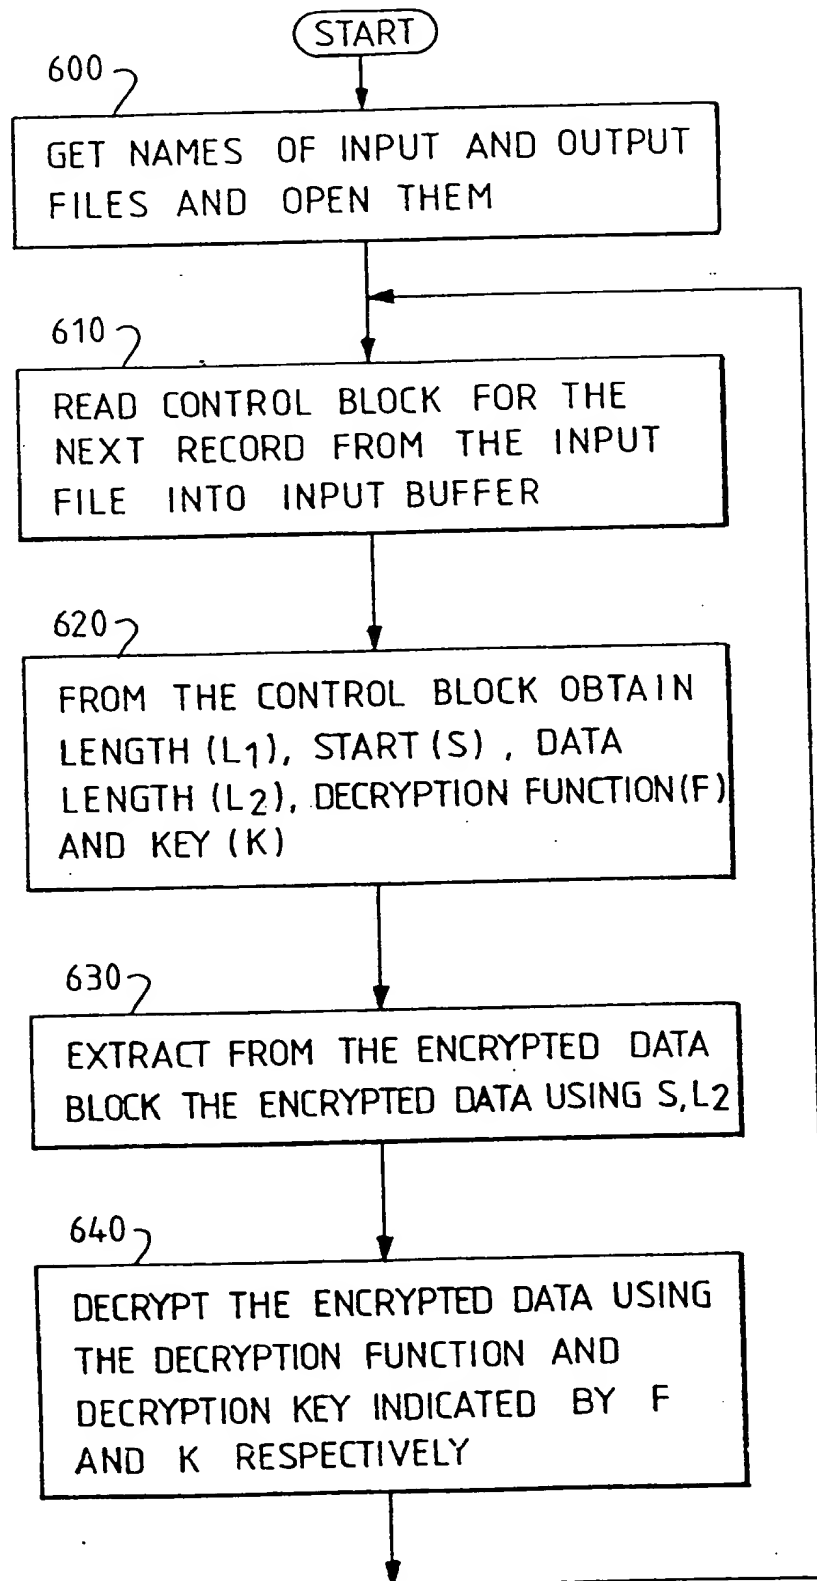 START
600
GET NAMES OF INPUT AND OUTPUT
FILES AND OPEN THEM
610
READ CONTROL BLOCK FOR THE
NEXT RECORD FROM THE INPUT
FILE INTO INPUT BUFFER
620
FROM THE CONTROL BLOCK OBTAIN
LENGTH (L1), START (S), DATA
LENGTH (L2), DECRYPTION FUNCTION (F)
AND KEY (K)
630
EXTRACT FROM THE ENCRYPTED DATA
BLOCK THE ENCRYPTED DATA USING S,L2
640
DECRYPT THE ENCRYPTED DATA USING
THE DECRYPTION FUNCTION AND
DECRYPTION KEY INDICATED BY F
AND K RESPECTIVELY